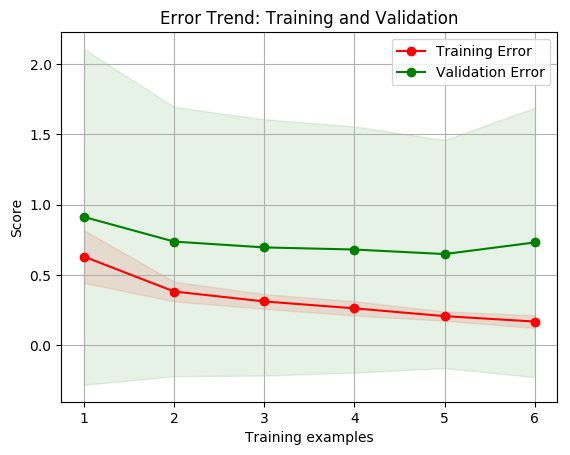 Error Trend: Training and Validation
Training Error
Validation Error
Score
2.0
1.5
1.0
0.5
0.0
1 2 3 4 5 6
Training examples